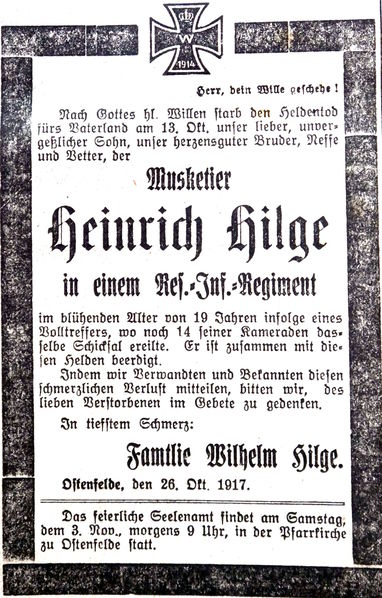 W
1914
Herr, dein Wille geschehe!
Nach Gottes hl. Willen starb den Heldentod
fürs Vaterland am 13. Okt. unser lieber, unver-
geßlicher Sohn, unser herzensguter Bruder, Neffe
und Vetter, der
Musketier
Heinrich Hilge
in einem Res.-Inf.-Regiment
im blühenden Alter von 19 Jahren infolge eines
Volltreffers, wo noch 14 seiner Kameraden das-
selbe Schicksal ereilte. Er ist zusammen mit die-
sen Helden beerdigt.
Indem wir Verwandten und Bekannten diesen
schmerzlichen Verlust mitteilen, bitten wir, des
lieben Verstorbenen im Gebete zu gedenken.
In tiefstem Schmerz:
Famtlie Wilhelm Hilge.
Ostenfelde, den 26. Okt. 1917.
Das feierliche Seelenamt findet am Samstag,
dem 3. Nov., morgens 9 Uhr, in der Pfarrkirche
zu Ostenfelde statt.